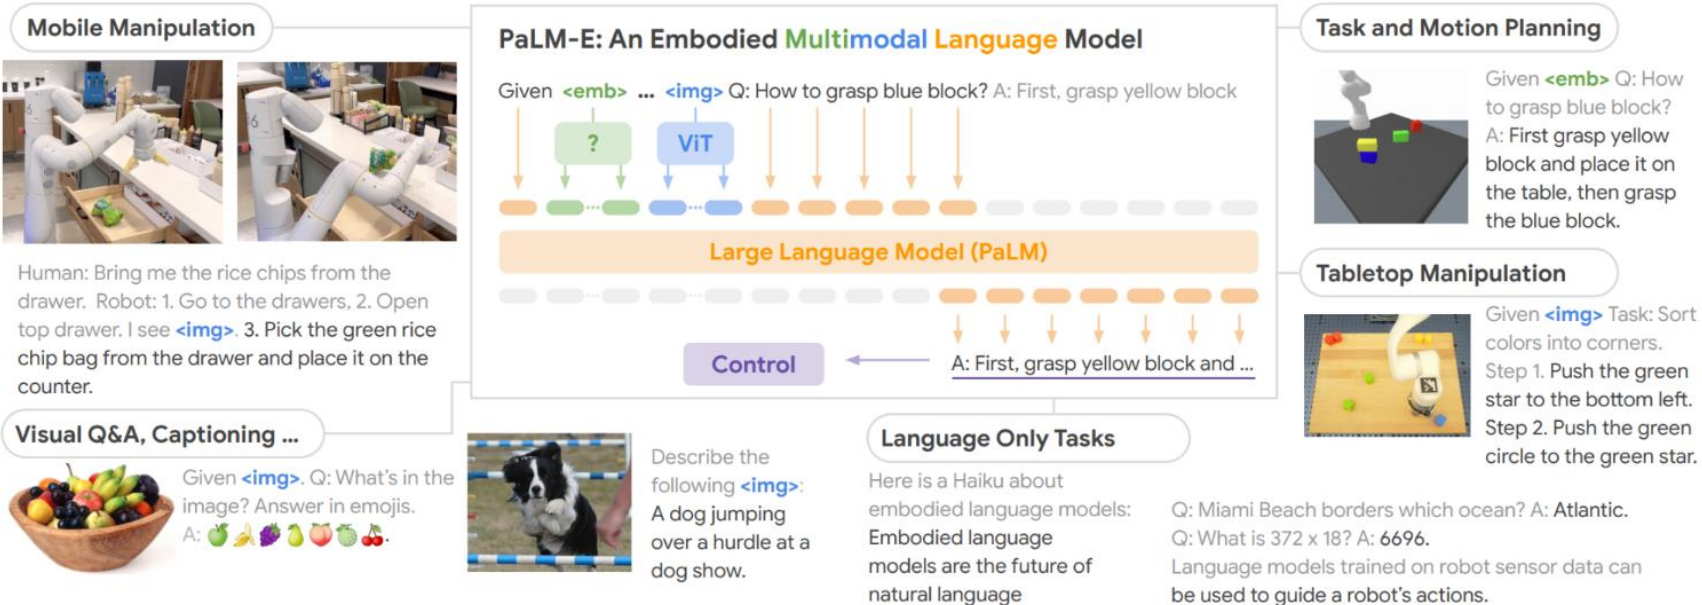 Mobile Manipulation
Human: Bring me the rice chips from the
drawer. Robot: 1. Go to the drawers, 2. Open
top drawer. I see <img>. 3. Pick the green rice
chip bag from the drawer and place it on the
counter.
Visual Q&A, Captioning ...
Given <img>. Q: What's in the
image? Answer in emojis.
A: 🍏🍌🍇🍐🍑🍈🍒.
PaLM-E: An Embodied Multimodal Language Model
Given <emb> ... <img> Q: How to grasp blue block? A: First, grasp yellow block
?
ViT
Large Language Model (PaLM)
Control
A: First, grasp yellow block and ...
Describe the
following <img>:
A dog jumping
over a hurdle at a
dog show.
Language Only Tasks
Here is a Haiku about
embodied language models:
Embodied language
models are the future of
natural language
Q: Miami Beach borders which ocean? A: Atlantic.
Q: What is 372 x 18? A: 6696.
Language models trained on robot sensor data can
be used to guide a robot's actions.
Task and Motion Planning
Given <emb> Q: How
to grasp blue block?
A: First grasp yellow
block and place it on
the table, then grasp
the blue block.
Tabletop Manipulation
Given <img> Task: Sort
colors into corners.
Step 1. Push the green
star to the bottom left.
Step 2. Push the green
circle to the green star.